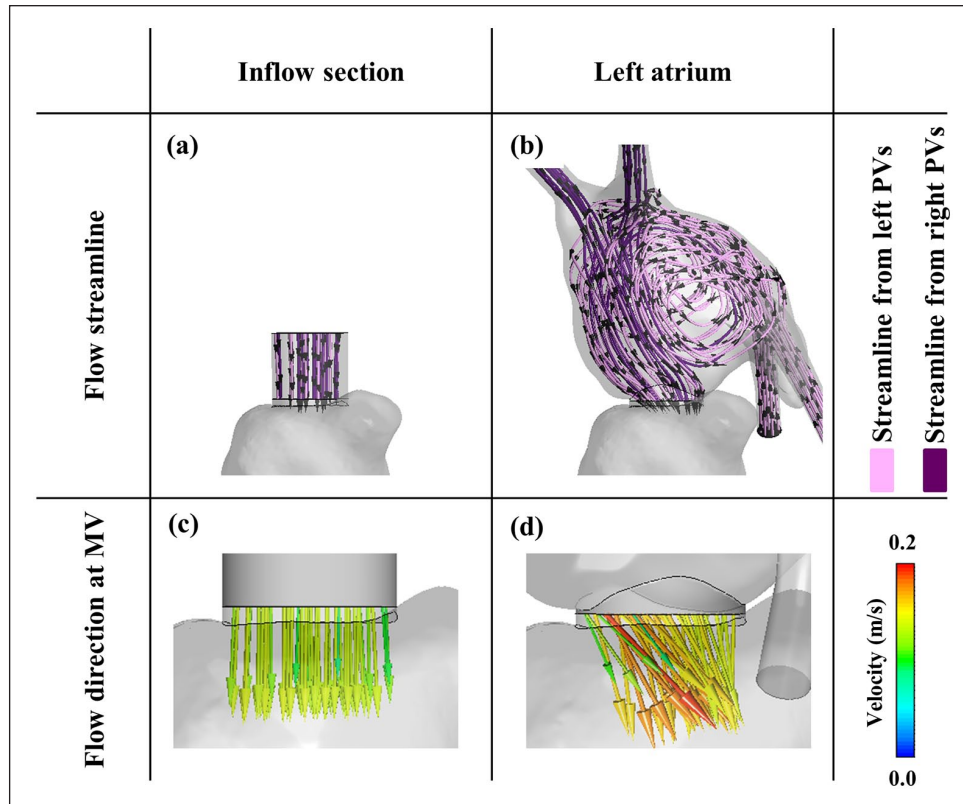 Inflow section
Left atrium
Flow streamline
(a)
(b)
Streamline from left PVs
Streamline from right PVs
Flow direction at MV
(c)
(d)
Velocity (m/s)
0.2
0.0